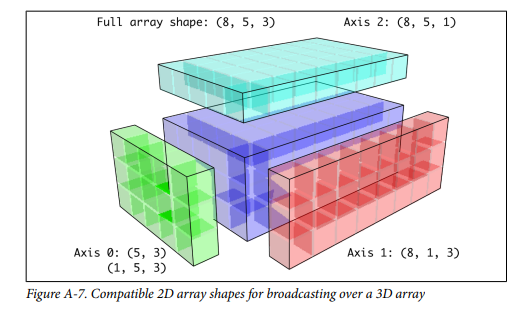 Full array shape: (8, 5, 3)
Axis 2: (8, 5, 1)
Axis 0: (5, 3)
(1, 5, 3)
Axis 1: (8, 1, 3)
Figure A-7. Compatible 2D array shapes for broadcasting over a 3D array